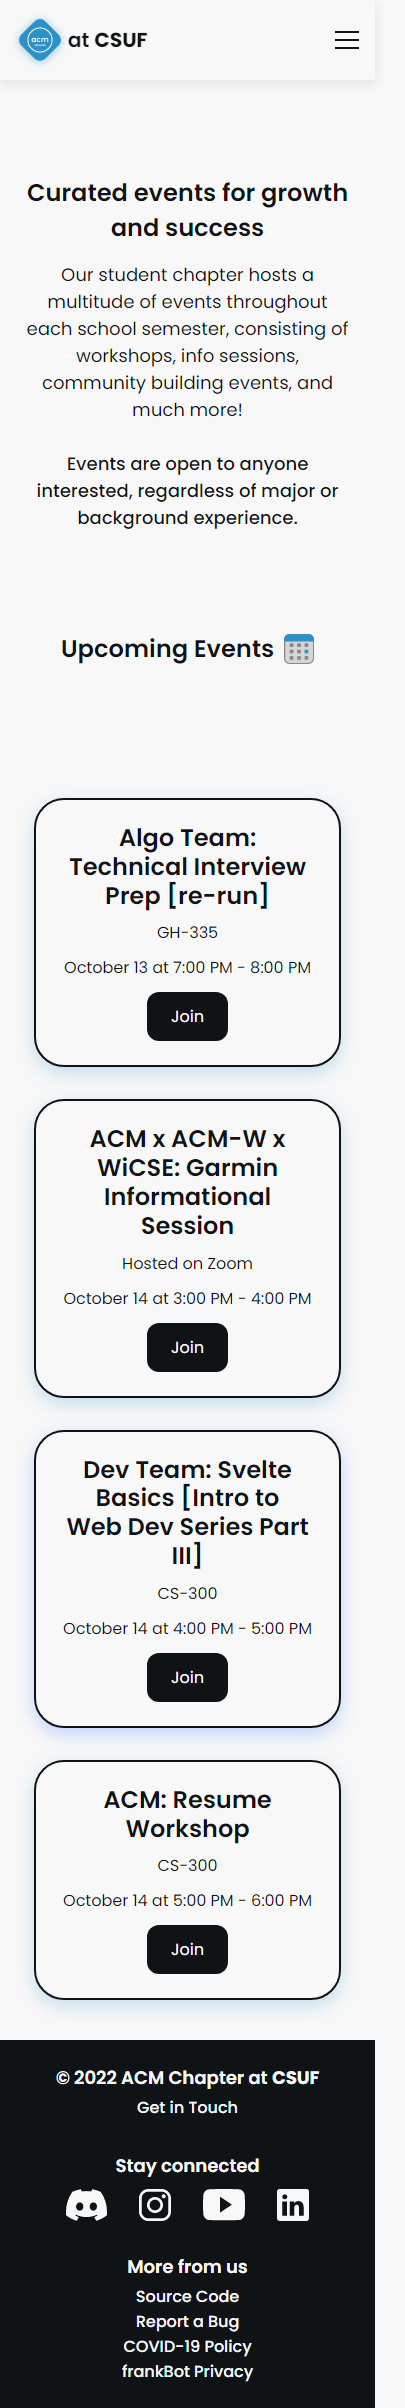 acm
at CSUF
Curated events for growth
and success
Our student chapter hosts a
multitude of events throughout
each school semester, consisting of
workshops, info sessions,
community building events, and
much more!
Events are open to anyone
interested, regardless of major or
background experience.
Upcoming Events
Algo Team:
Technical Interview
Prep [re-run]
GH-335
October 13 at 7:00 PM - 8:00 PM
Join
ACM x ACM-W x
WiCSE: Garmin
Informational
Session
Hosted on Zoom
October 14 at 3:00 PM - 4:00 PM
Join
Dev Team: Svelte
Basics [Intro to
Web Dev Series Part
III]
CS-300
October 14 at 4:00 PM - 5:00 PM
Join
ACM: Resume
Workshop
CS-300
October 14 at 5:00 PM - 6:00 PM
Join
© 2022 ACM Chapter at CSUF
Get in Touch
Stay connected
in
More from us
Source Code
Report a Bug
COVID-19 Policy
frankBot Privacy